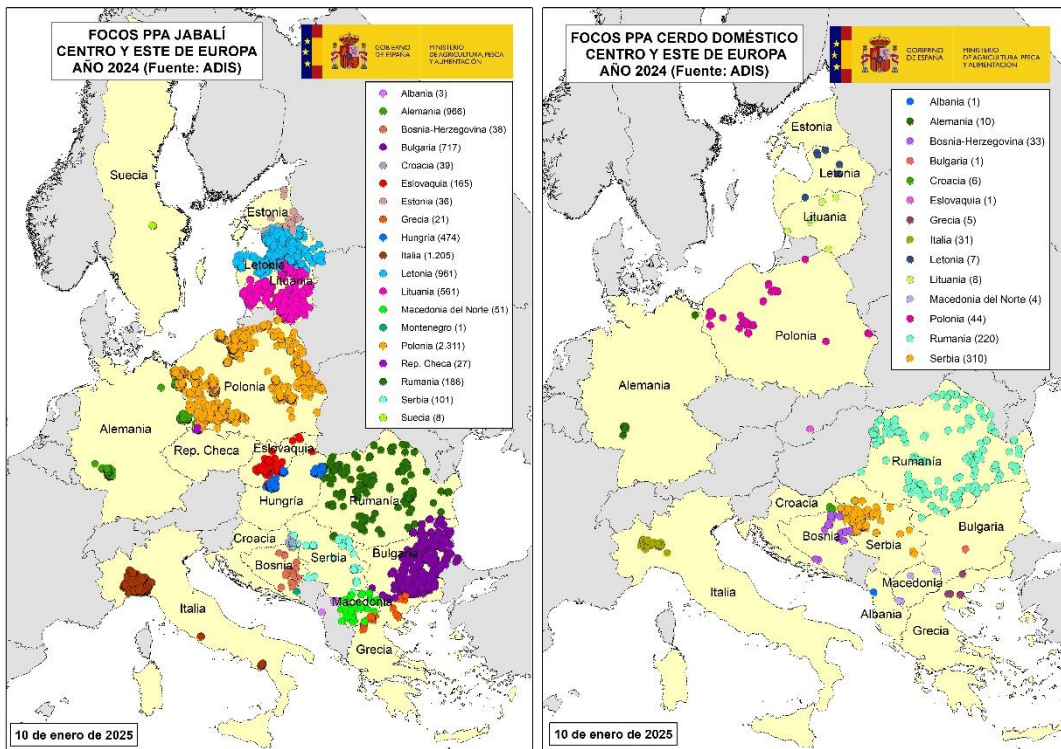 FOCOS PPA JABALÍ
CENTRO Y ESTE DE EUROPA
AÑO 2024 (Fuente: ADIS)
GOBIERNO
DE ESPAÑA
MINISTERIO
DE AGRICULTURA, PESCA
Y ALIMENTACIÓN
Albania (3)
Alemania (966)
Bosnia-Herzegovina (38)
Bulgaria (717)
Croacia (39)
Eslovaquia (165)
Estonia (36)
Grecia (21)
Hungría (474)
Italia (1.205)
Letonia (961)
Lituania (561)
Macedonia del Norte (51)
Montenegro (1)
Polonia (2.311)
Rep. Checa (27)
Rumania (186)
Serbia (101)
Suecia (8)
Suecia
Estonia
Letonia
Lituania
Polonia
Alemania
Rep. Checa
Eslovaquia
Hungría
Rumanía
Croacia
Bosnia
Serbia
Bulgaria
Macedonia
Italia
Grecia
10 de enero de 2025
FOCOS PPA CERDO DOMÉSTICO
CENTRO Y ESTE DE EUROPA
AÑO 2024 (Fuente: ADIS)
GOBIERNO
DE ESPAÑA
MINISTERIO
DE AGRICULTURA, PESCA
Y ALIMENTACIÓN
Albania (1)
Alemania (10)
Bosnia-Herzegovina (33)
Bulgaria (1)
Croacia (6)
Eslovaquia (1)
Grecia (5)
Italia (31)
Letonia (7)
Lituania (8)
Macedonia del Norte (4)
Polonia (44)
Rumania (220)
Serbia (310)
Estonia
Letonia
Lituania
Polonia
Alemania
Rumanía
Croacia
Bosnia
Serbia
Bulgaria
Italia
Macedonia
Albania
Grecia
10 de enero de 2025